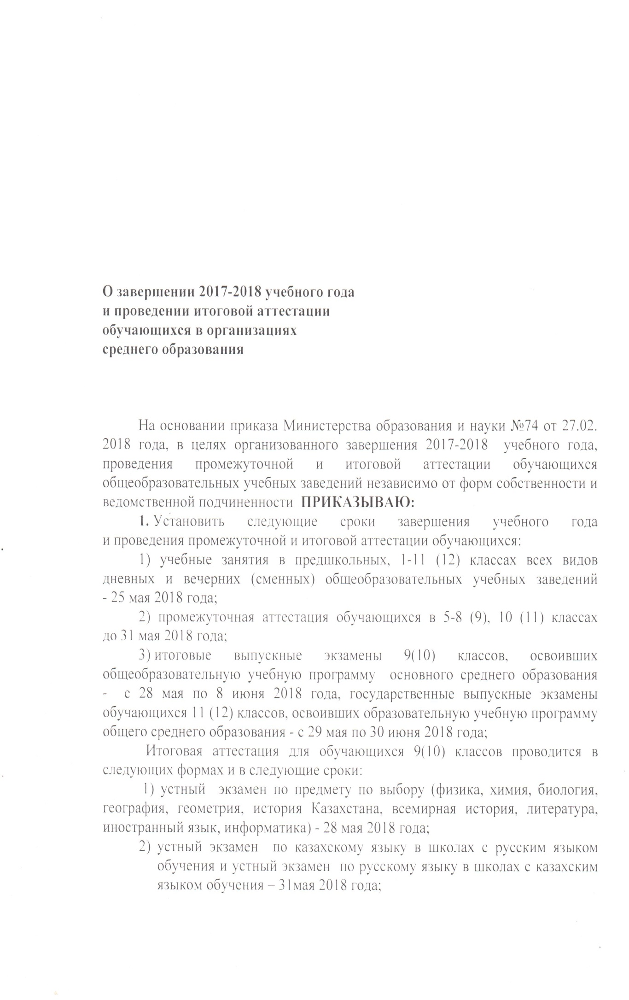 О завершении 2017-2018 учебного года
и проведении итоговой аттестации
обучающихся в организациях
среднего образования
На основании приказа Министерства образования и науки №74 от 27.02.
2018 года, в целях организованного завершения 2017-2018 учебного года,
проведения промежуточной и итоговой аттестации обучающихся
общеобразовательных учебных заведений независимо от форм собственности и
ведомственной подчиненности ПРИКАЗЫВАЮ:
1. Установить следующие сроки завершения учебного года
и проведения промежуточной и итоговой аттестации обучающихся:
1) учебные занятия в предшкольных, 1-11 (12) классах всех видов
дневных и вечерних (сменных) общеобразовательных учебных заведений
- 25 мая 2018 года;
2) промежуточная аттестация обучающихся в 5-8 (9), 10 (11) классах
до 31 мая 2018 года;
3) итоговые выпускные экзамены 9(10) классов, освоивших
общеобразовательную учебную программу основного среднего образования
- с 28 мая по 8 июня 2018 года, государственные выпускные экзамены
обучающихся 11 (12) классов, освоивших образовательную учебную программу
общего среднего образования - с 29 мая по 30 июня 2018 года;
Итоговая аттестация для обучающихся 9(10) классов проводится в
следующих формах и в следующие сроки:
1) устный экзамен по предмету по выбору (физика, химия, биология,
география, геометрия, история Казахстана, всемирная история, литература,
иностранный язык, информатика) - 28 мая 2018 года;
2) устный экзамен по казахскому языку в школах с русским языком
обучения и устный экзамен по русскому языку в школах с казахским
языком обучения – 31мая 2018 года;